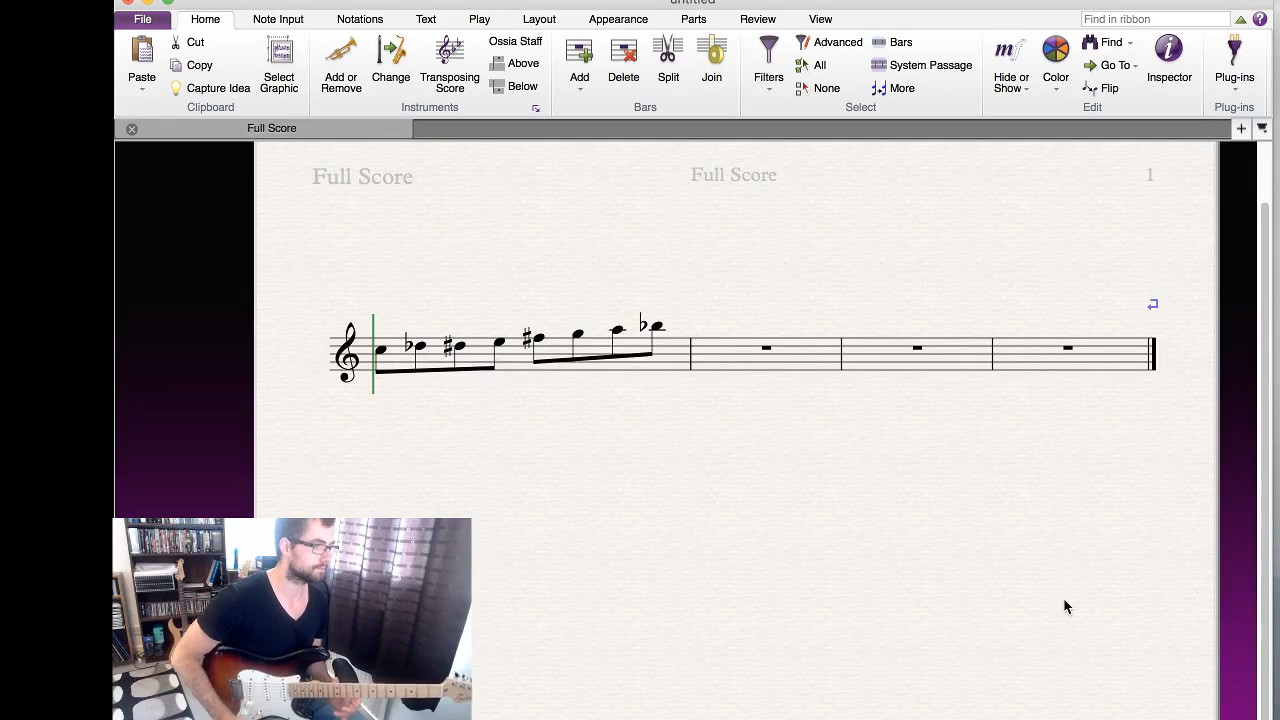 untitled
File Home Note Input Notations Text Play Layout Appearance Parts Review View Find in ribbon
Paste
Cut
Copy
Capture Idea
Select Graphic
Clipboard
Add or Remove
Change
Transposing Score
Ossia Staff
Above
Below
Instruments
Add
Delete
Split
Join
Bars
Filters
Advanced
All
None
Bars
System Passage
More
Select
Hide or Show
Color
Find
Go To
Flip
Inspector
Edit
Plug-ins
Plug-ins
Full Score
Full Score Full Score 1